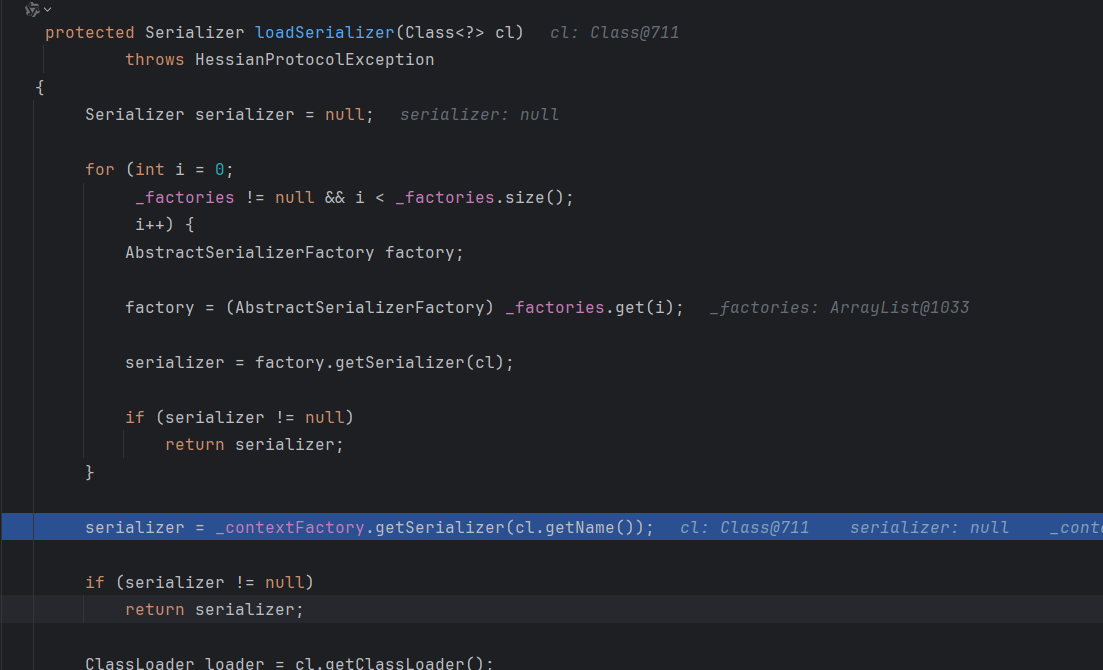 protected Serializer loadSerializer(Class<?> cl)   cl: Class@711
throws HessianProtocolException
{
Serializer serializer = null;   serializer: null
for (int i = 0;
_factories != null && i < _factories.size();
i++) {
AbstractSerializerFactory factory;
factory = (AbstractSerializerFactory) _factories.get(i);   _factories: ArrayList@1033
serializer = factory.getSerializer(cl);
if (serializer != null)
return serializer;
}
serializer = _contextFactory.getSerializer(cl.getName());   cl: Class@711   serializer: null   _conte
if (serializer != null)
return serializer;
ClassLoader loader = cl.getClassLoader();